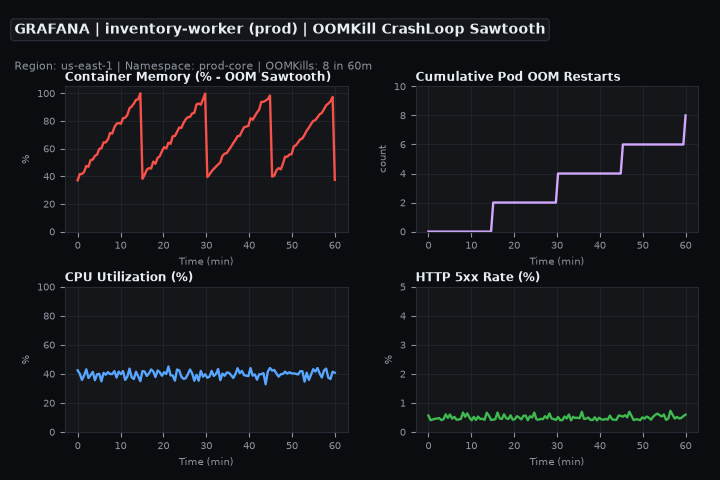 GRAFANA | inventory-worker (prod) | OOMKill CrashLoop Sawtooth
Region: us-east-1 | Namespace: prod-core | OOMKills: 8 in 60m
Container Memory (% - OOM Sawtooth)
100
80
60
40
20
0
%
0 10 20 30 40 50 60
Time (min)
Cumulative Pod OOM Restarts
10
8
6
4
2
0
count
0 10 20 30 40 50 60
Time (min)
CPU Utilization (%)
100
80
60
40
20
0
%
0 10 20 30 40 50 60
Time (min)
HTTP 5xx Rate (%)
5
4
3
2
1
0
%
0 10 20 30 40 50 60
Time (min)